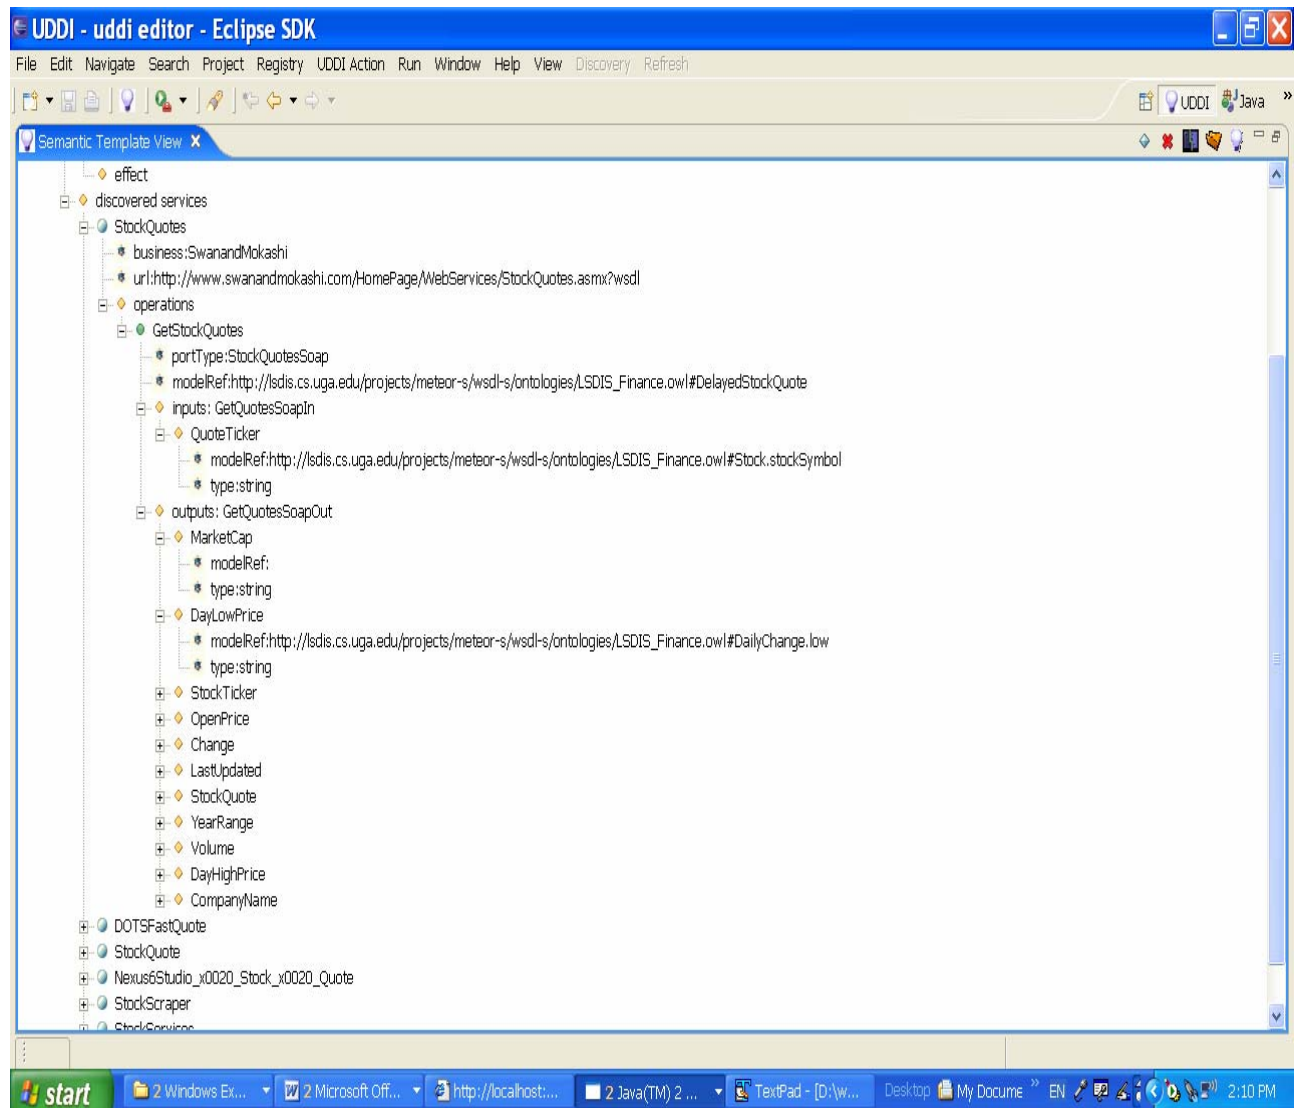 UDDI - uddi editor - Eclipse SDK
File Edit Navigate Search Project Registry UDDI Action Run Window Help View Discovery Refresh
UDDI Java »
Semantic Template View
effect
discovered services
StockQuotes
business:SwanandMokashi
url:http://www.swanandmokashi.com/HomePage/WebServices/StockQuotes.asmx?wsdl
operations
GetStockQuotes
portType:StockQuotesSoap
modelRef:http://lsdis.cs.uga.edu/projects/meteor-s/wsdl-s/ontologies/LSDIS_Finance.owl#DelayedStockQuote
inputs: GetQuotesSoapIn
QuoteTicker
modelRef:http://lsdis.cs.uga.edu/projects/meteor-s/wsdl-s/ontologies/LSDIS_Finance.owl#Stock.stockSymbol
type:string
outputs: GetQuotesSoapOut
MarketCap
modelRef:
type:string
DayLowPrice
modelRef:http://lsdis.cs.uga.edu/projects/meteor-s/wsdl-s/ontologies/LSDIS_Finance.owl#DailyChange.low
type:string
StockTicker
OpenPrice
Change
LastUpdated
StockQuote
YearRange
Volume
DayHighPrice
CompanyName
DOTSFastQuote
StockQuote
Nexus6Studio_x0020_Stock_x0020_Quote
StockScraper
StockServices
start 2 Windows Ex... 2 Microsoft Off... http://localhost:... 2 Java(TM) 2 ... TextPad - [D:\w... Desktop My Docume » EN 2:10 PM